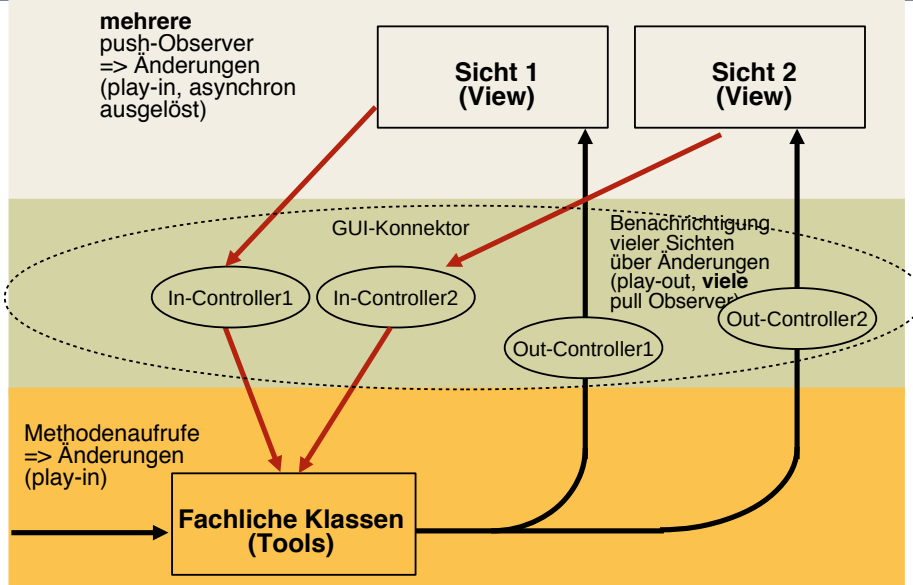 mehrere
push-Observer
=> Änderungen
(play-in, asynchron
ausgelöst)
Sicht 1
(View)
Sicht 2
(View)
GUI-Konnektor
Benachrichtigung
vieler Sichten
über Änderungen
(play-out, viele
pull Observer)
In-Controller1
In-Controller2
Out-Controller1
Out-Controller2
Methodenaufrufe
=> Änderungen
(play-in)
Fachliche Klassen
(Tools)